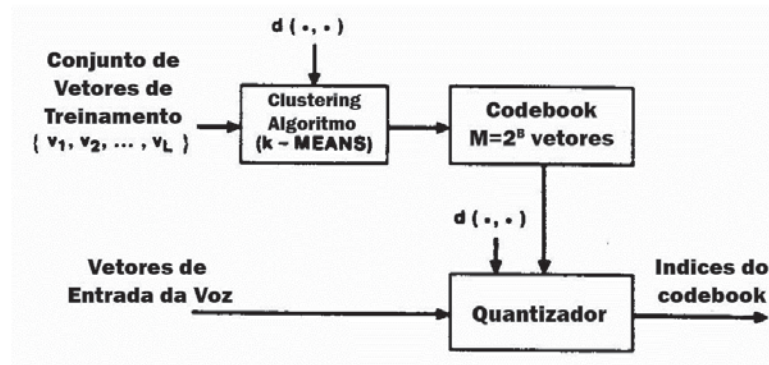 d ( •, • )
Conjunto de
Vetores de
Treinamento
{ v₁, v₂, ... , v_L }
Clustering
Algoritmo
(k – MEANS)
Codebook
M=2ᴮ vetores
d ( •, • )
Vetores de
Entrada da Voz
Quantizador
Indices do
codebook